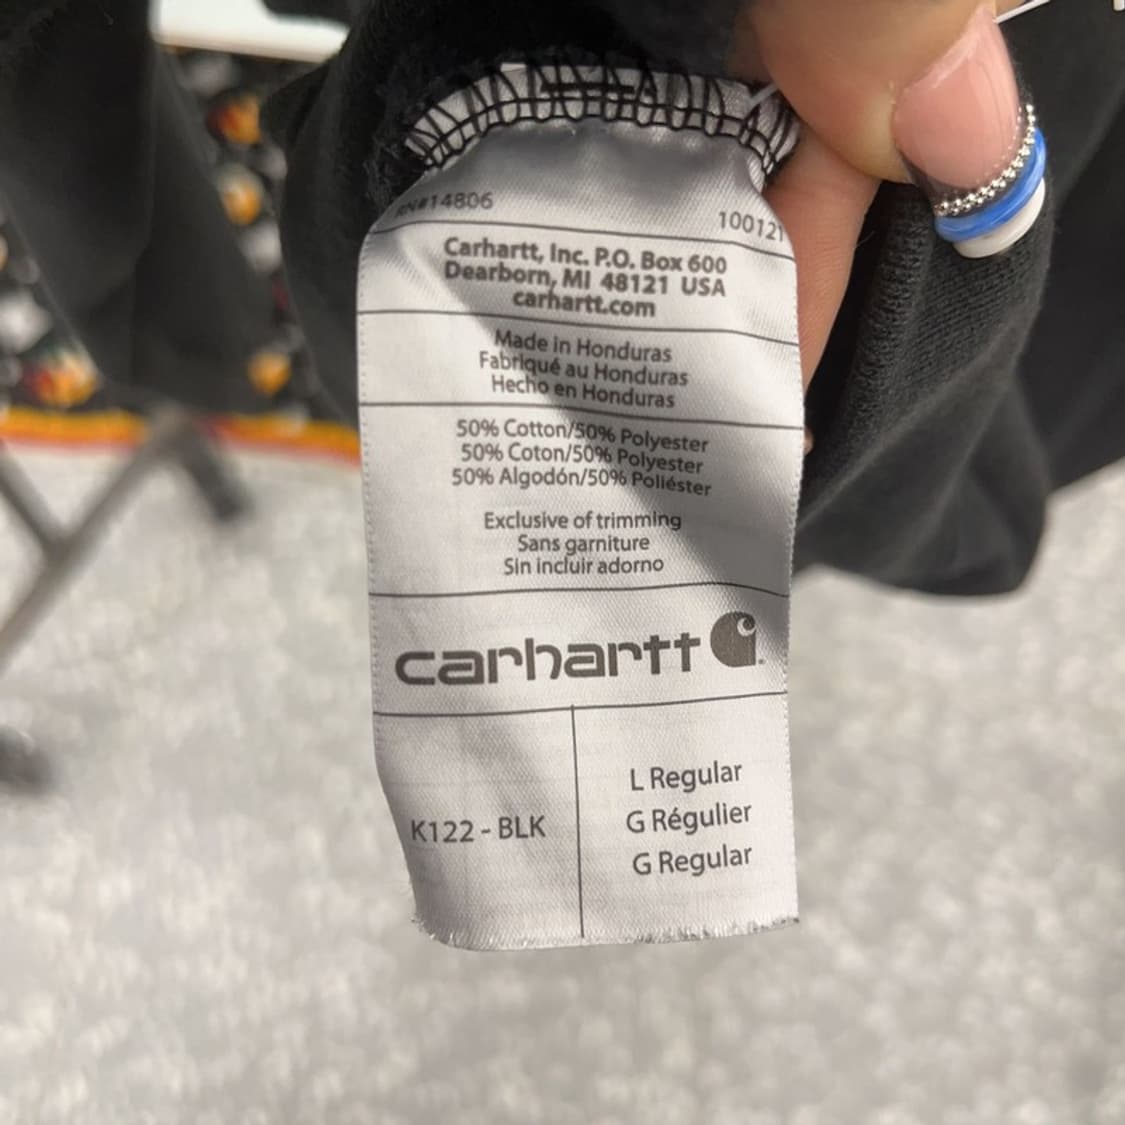 RN#14806
100121
Carhartt, Inc. P.O. Box 600
Dearborn, MI 48121 USA
carhartt.com
Made in Honduras
Fabriqué au Honduras
Hecho en Honduras
50% Cotton/50% Polyester
50% Coton/50% Polyester
50% Algodón/50% Poliéster
Exclusive of trimming
Sans garniture
Sin incluir adorno
carhartt
K122 - BLK
L Regular
G Régulier
G Regular